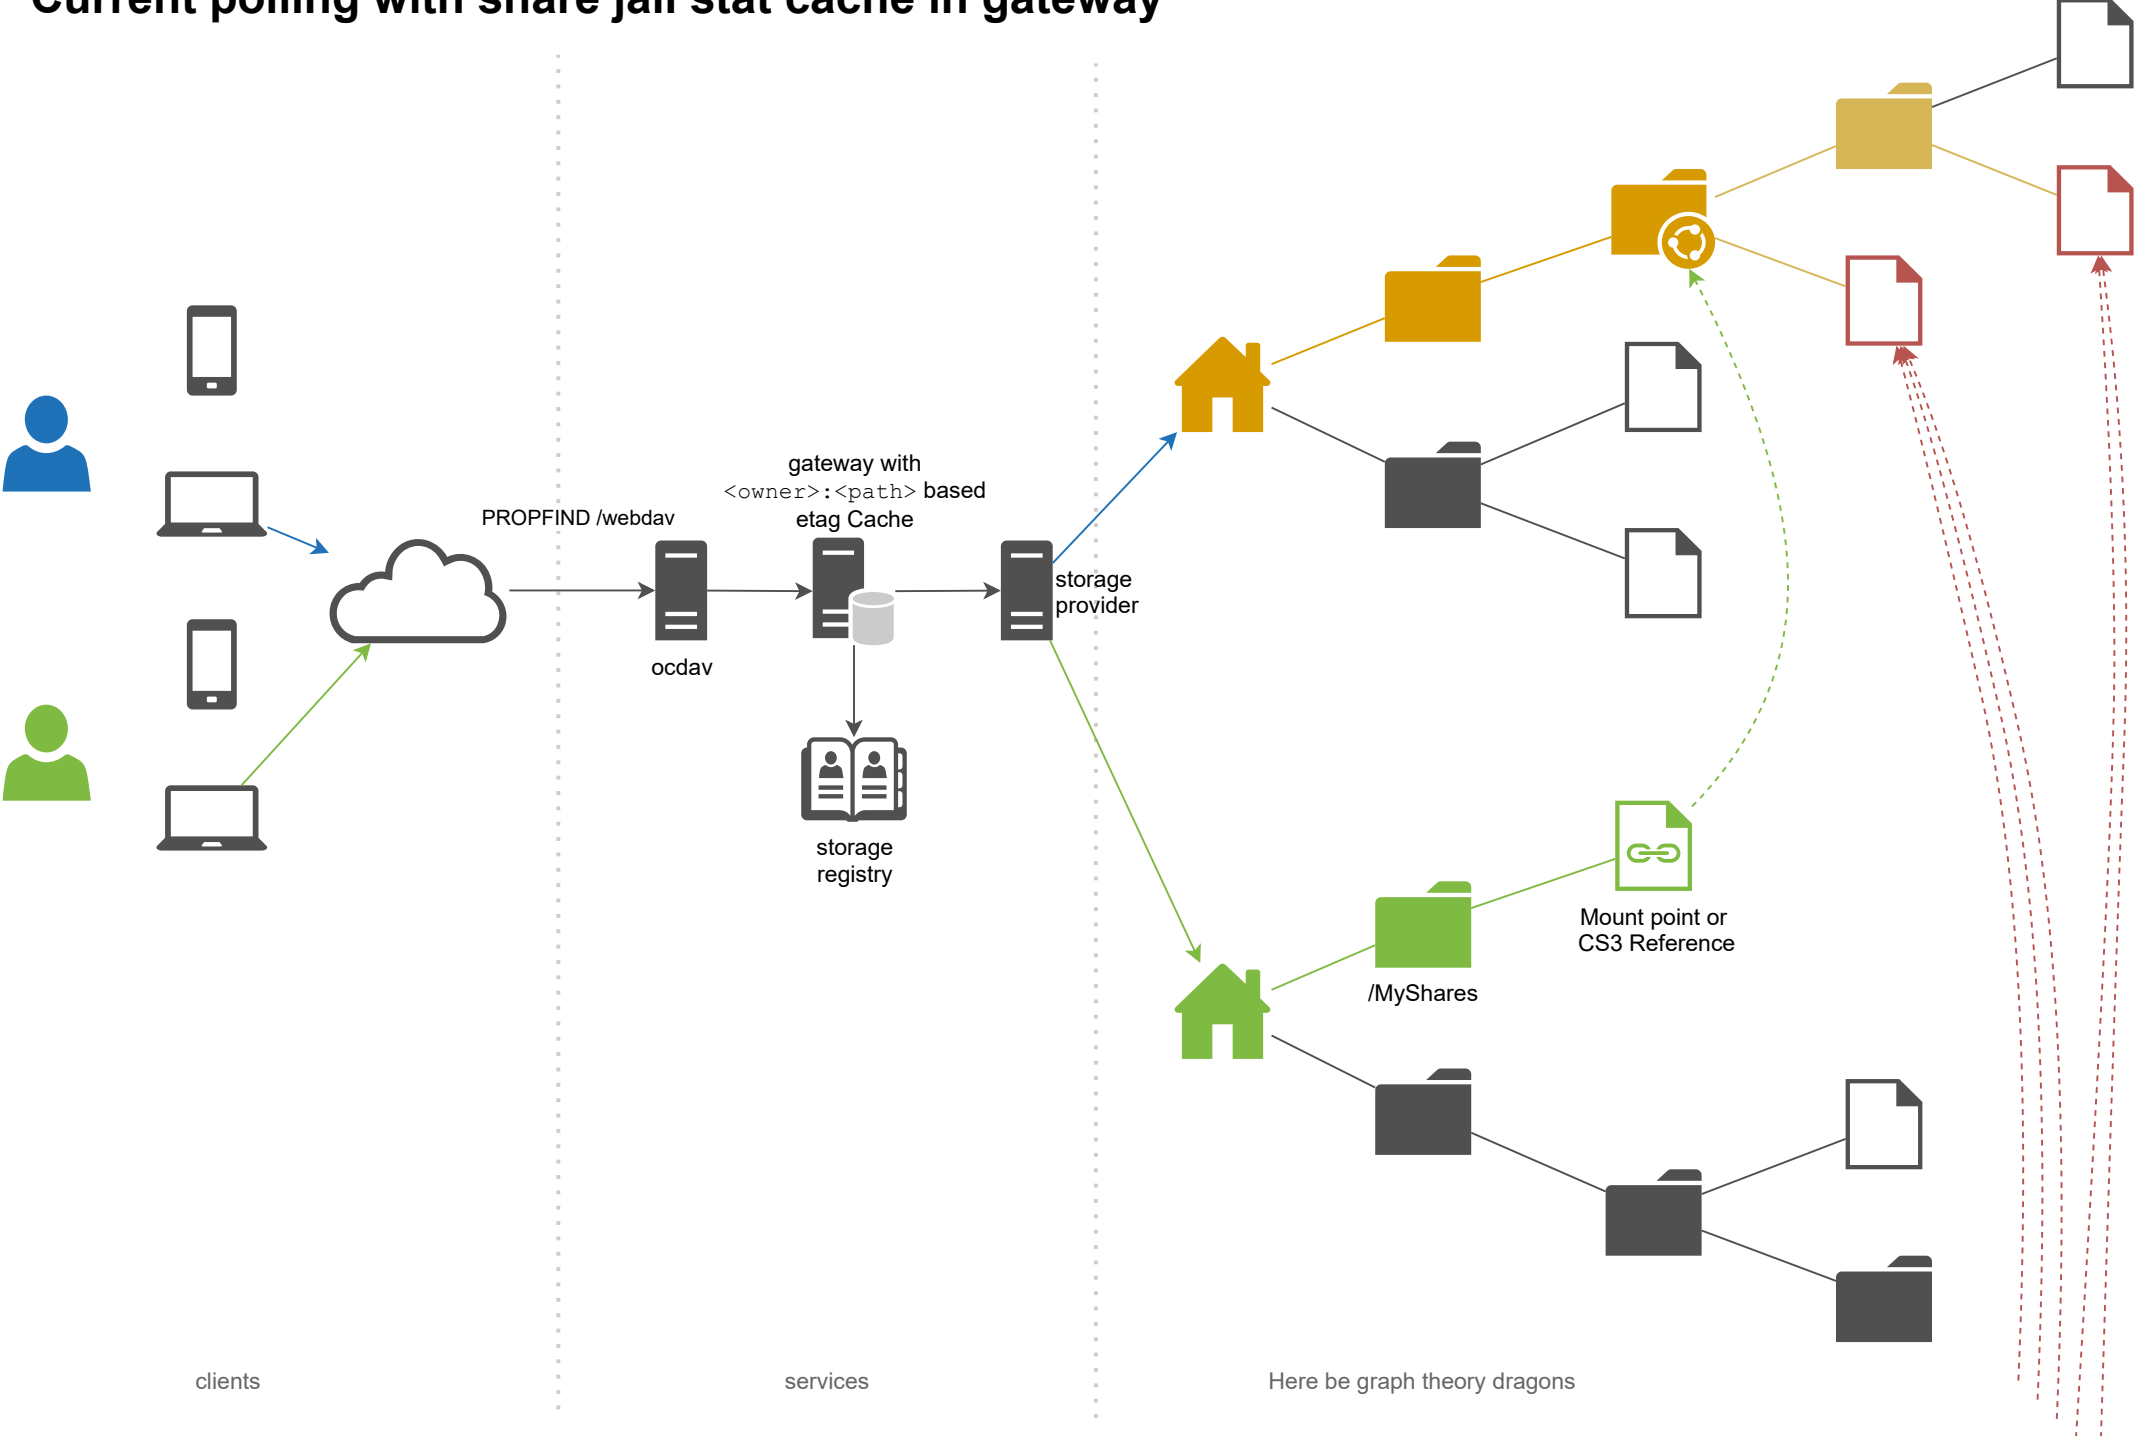 Current polling with share jail stat cache in gateway
gateway with
<owner>:<path> based
etag Cache
PROPFIND /webdav
storage
provider
ocdav
storage
registry
Mount point or
CS3 Reference
/MyShares
clients
services
Here be graph theory dragons